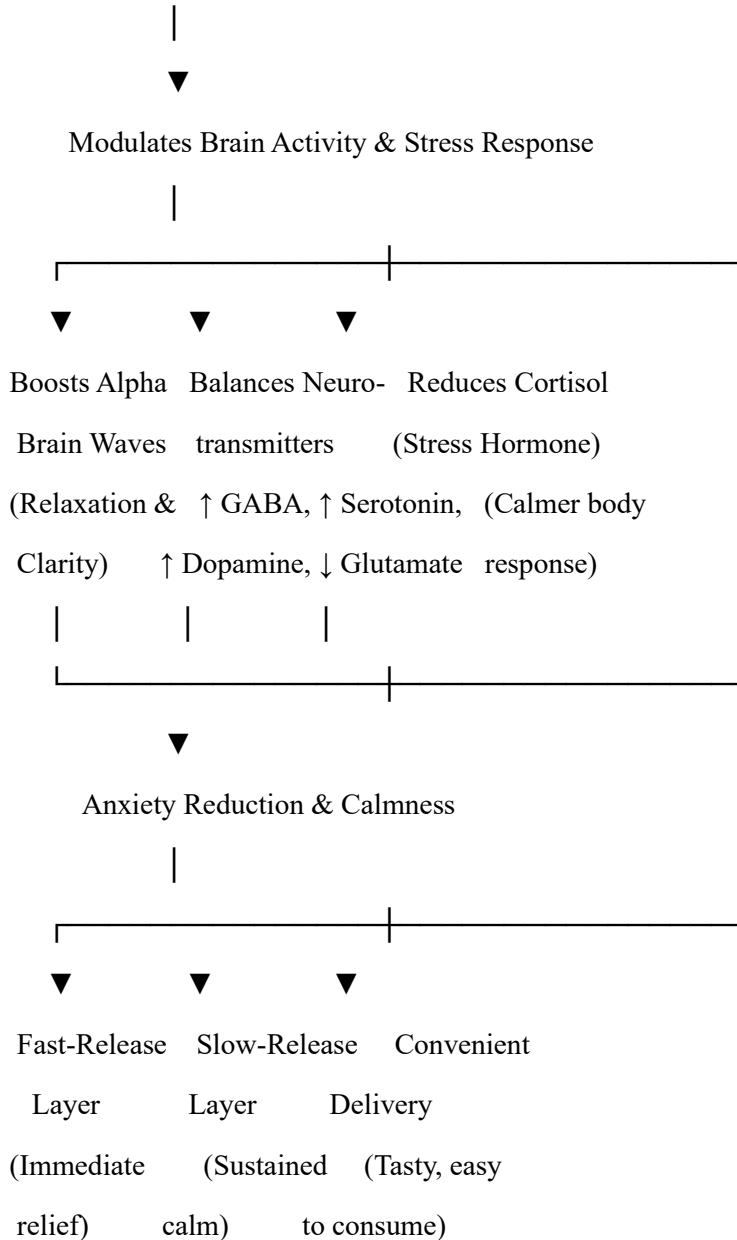 Modulates Brain Activity & Stress Response
Boosts Alpha Balances Neuro- Reduces Cortisol
Brain Waves transmitters (Stress Hormone)
(Relaxation & ↑ GABA, ↑ Serotonin, (Calmer body
Clarity) ↑ Dopamine, ↓ Glutamate response)
Anxiety Reduction & Calmness
Fast-Release Slow-Release Convenient
Layer Layer Delivery
(Immediate (Sustained (Tasty, easy
relief) calm) to consume)